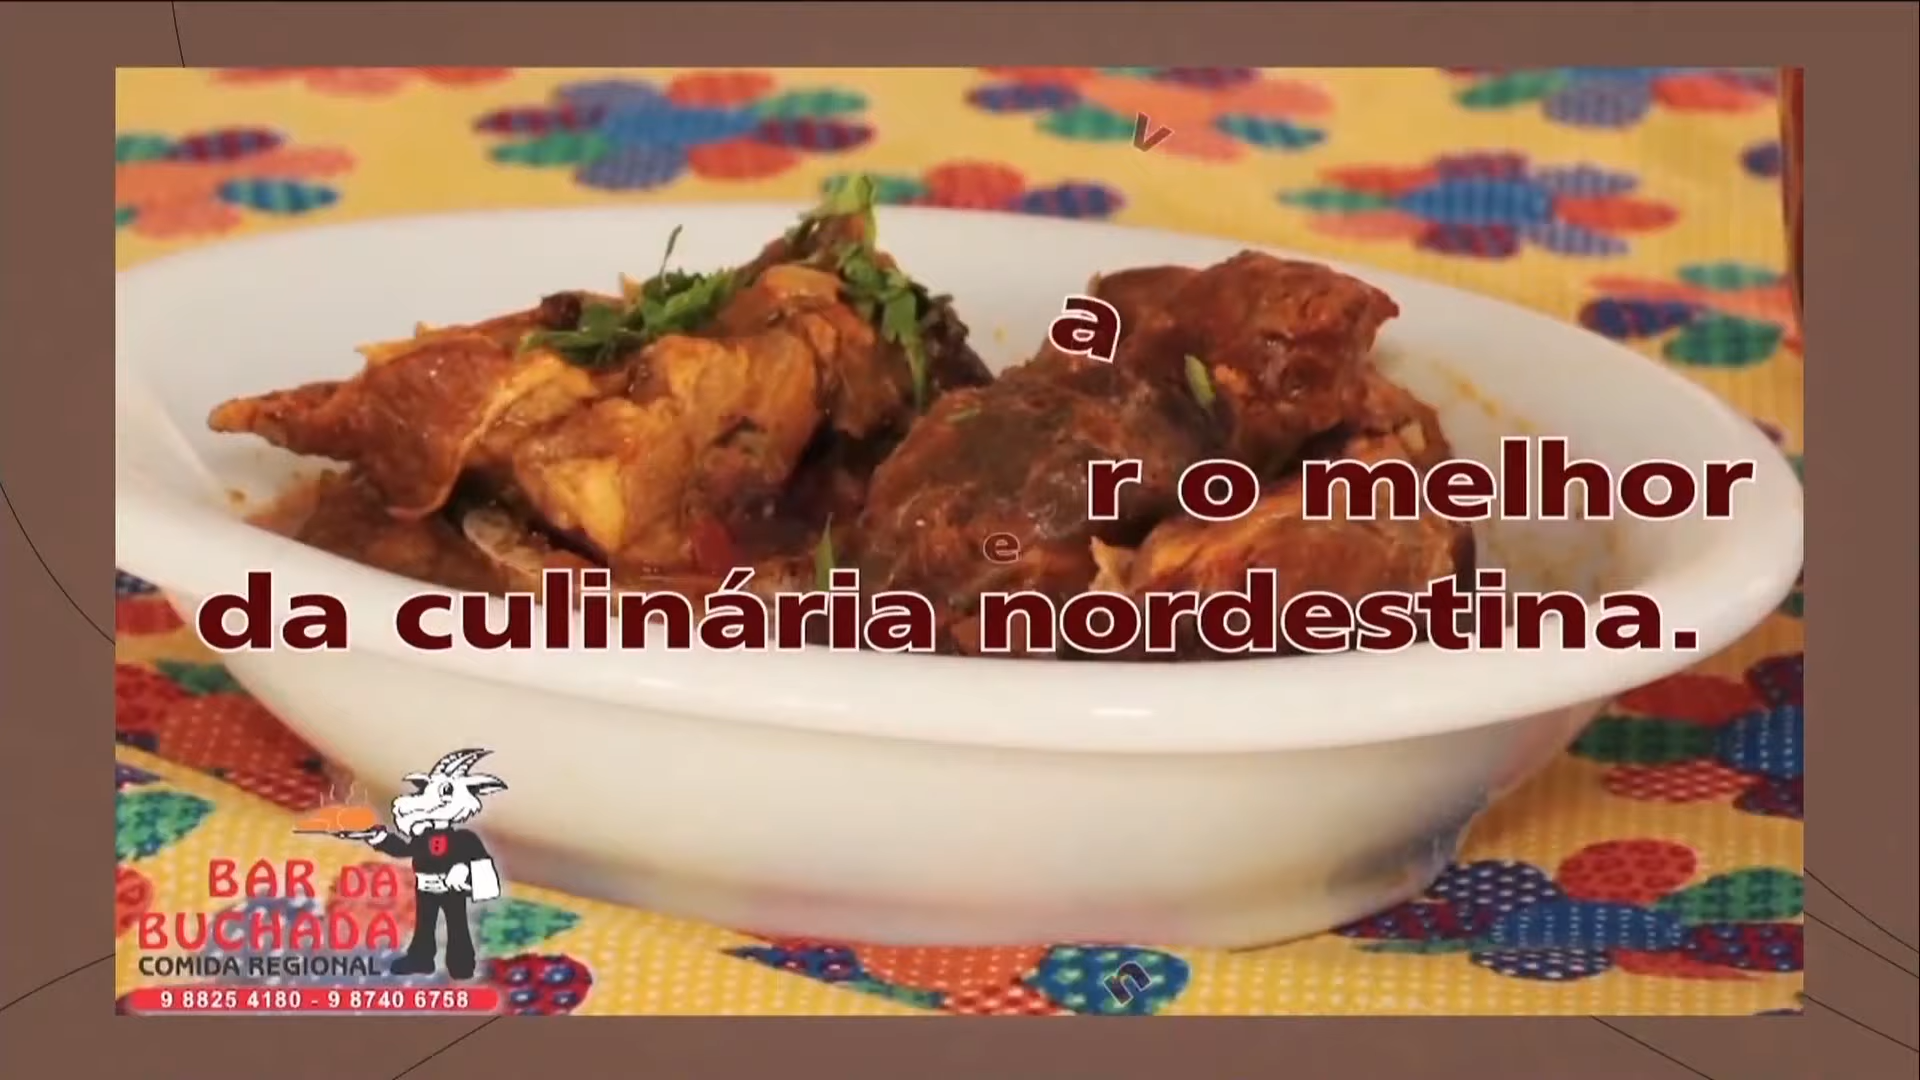 v
a
r o melhor
e
da culinária nordestina.
n
BAR DA
BUCHADA
COMIDA REGIONAL
9 8825 4180 - 9 8740 6758